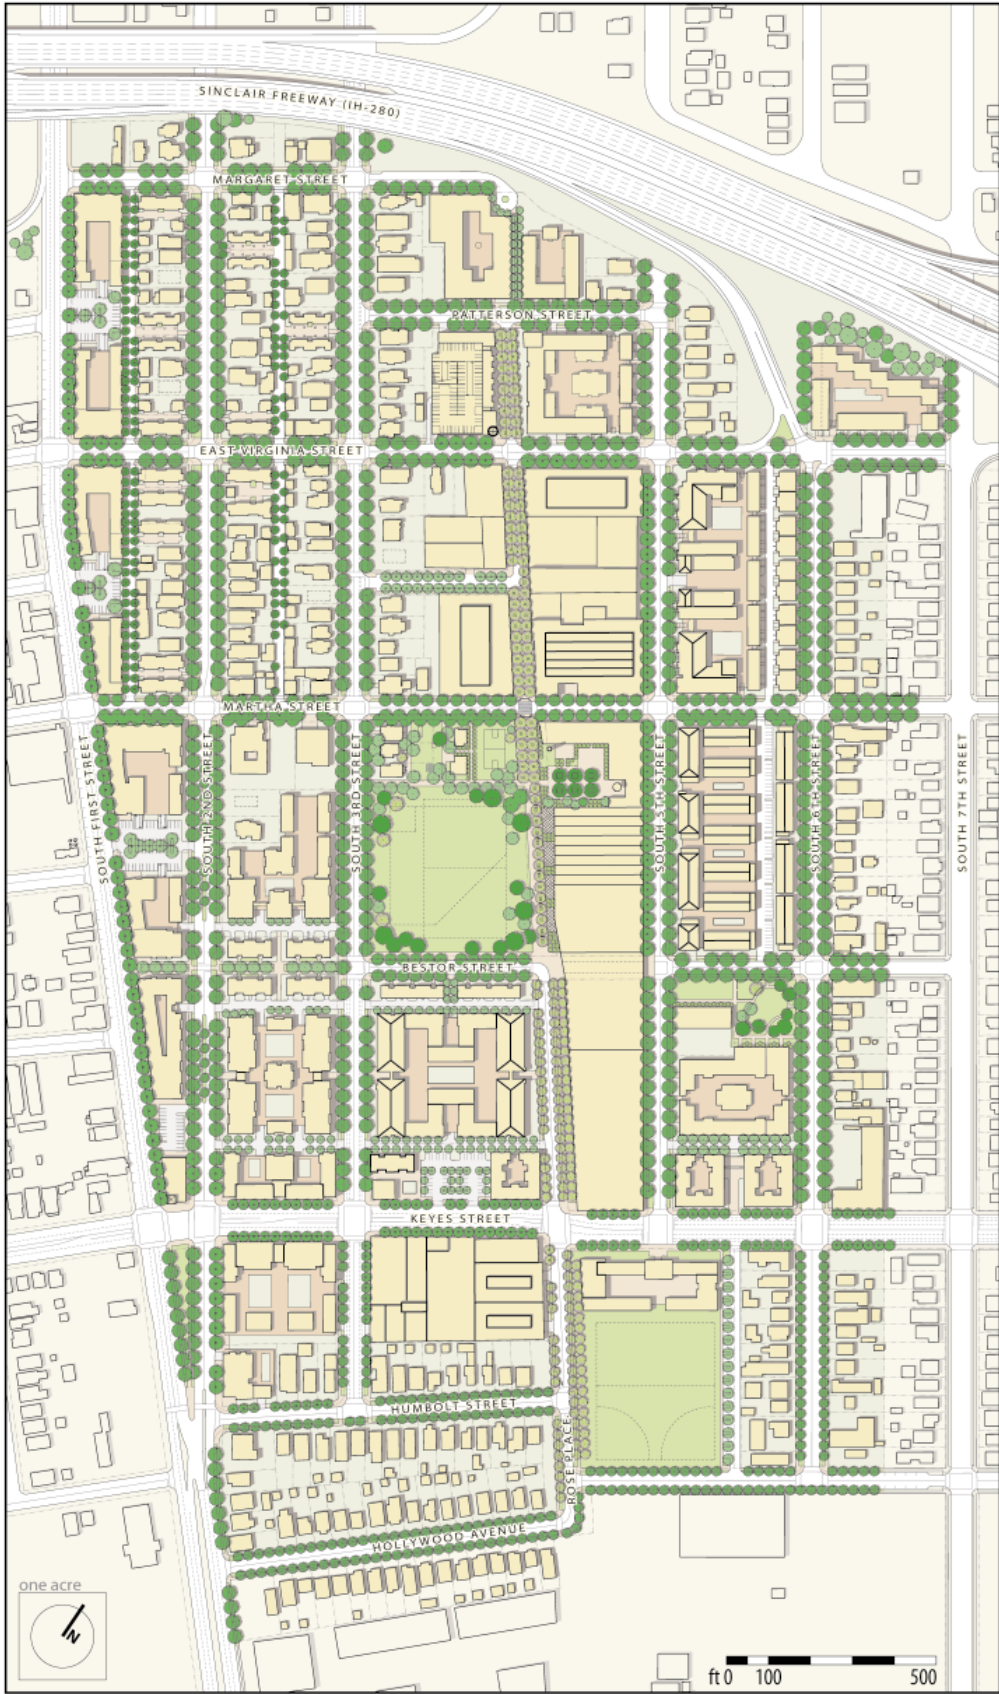 SINCLAIR FREEWAY (IH-280)
MARGARET STREET
PATTERSON STREET
EAST VIRGINIA STREET
MARTHA STREET
SOUTH FIRST STREET
SOUTH 2ND STREET
SOUTH 3RD STREET
SOUTH 5TH STREET
SOUTH 6TH STREET
SOUTH 7TH STREET
BESTOR STREET
KEYES STREET
HUMBOLT STREET
ROSE PLACE
HOLLYWOOD AVENUE
one acre
N
ft 0 100 500